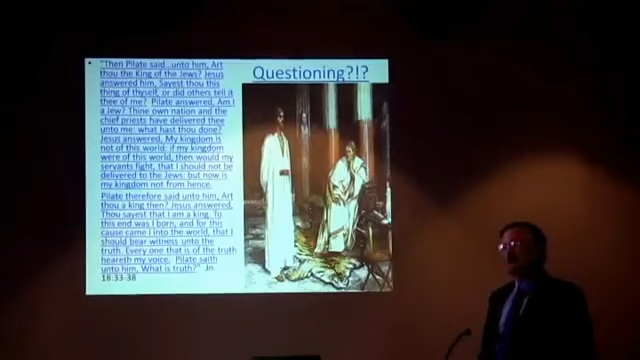 Questioning?!?
"Then Pilate said...unto him, Art
thou the King of the Jews? Jesus
answered him, Sayest thou this
thing of thyself, or did others tell it
thee of me? Pilate answered, Am I
a Jew? Thine own nation and the
chief priests have delivered thee
unto me: what hast thou done?
Jesus answered, My kingdom is
not of this world: if my kingdom
were of this world, then would my
servants fight, that I should not be
delivered to the Jews: but now is
my kingdom not from hence.
Pilate therefore said unto him, Art
thou a king then? Jesus answered,
Thou sayest that I am a king. To
this end was I born, and for this
cause came I into the world, that I
should bear witness unto the
truth. Every one that is of the truth
heareth my voice. Pilate saith
unto him, What is truth?" Jn
18:33-38